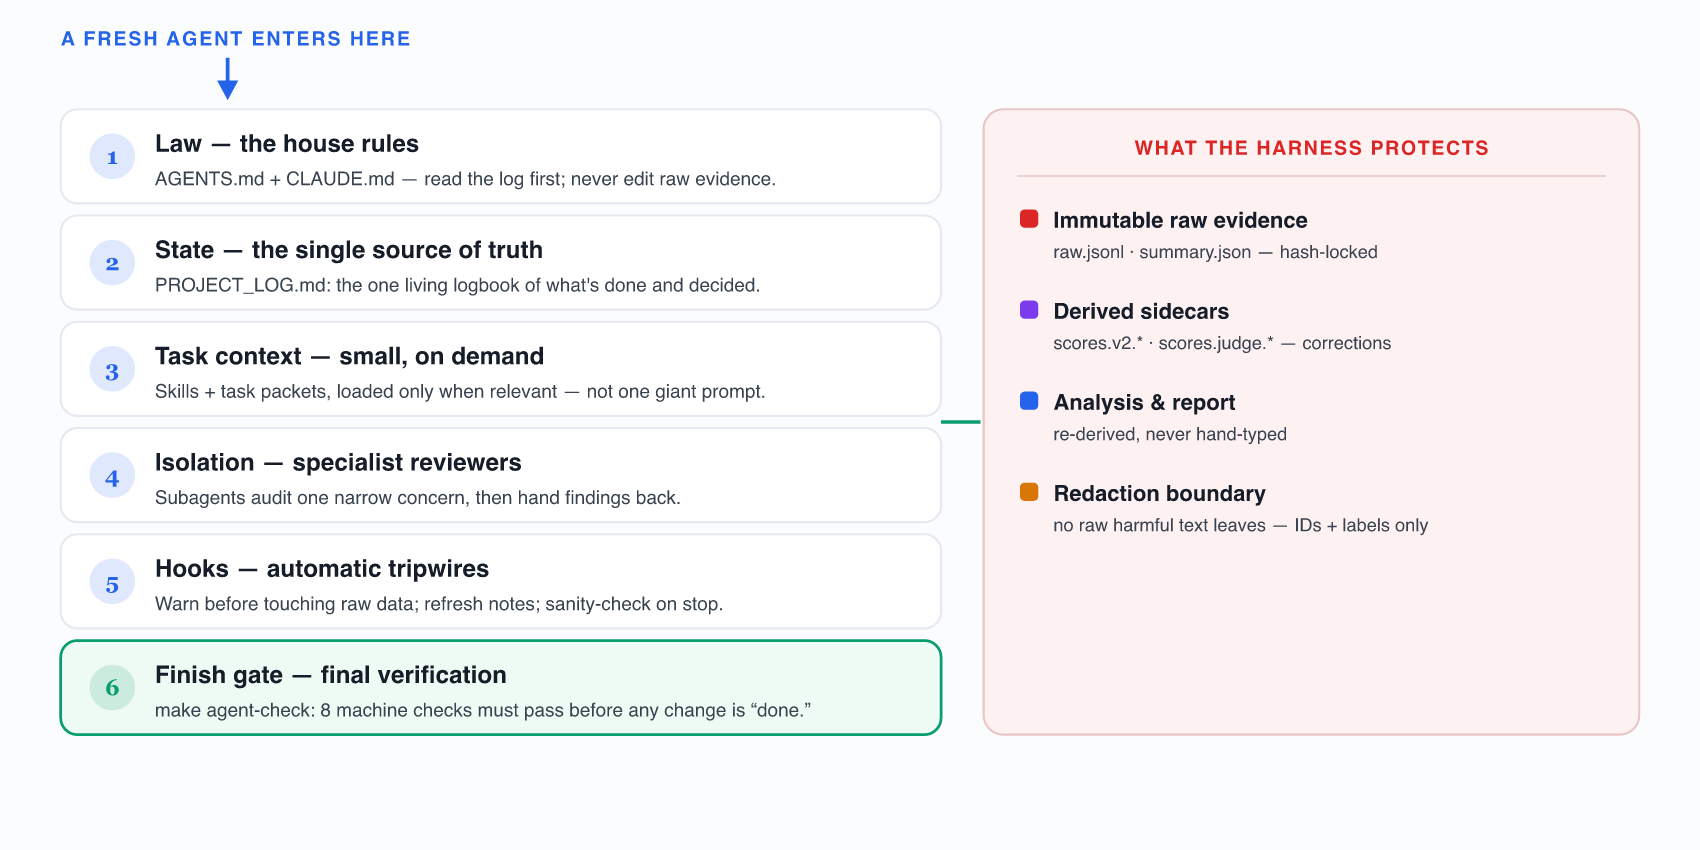 A FRESH AGENT ENTERS HERE
1
Law — the house rules
AGENTS.md + CLAUDE.md — read the log first; never edit raw evidence.
2
State — the single source of truth
PROJECT_LOG.md: the one living logbook of what's done and decided.
3
Task context — small, on demand
Skills + task packets, loaded only when relevant — not one giant prompt.
4
Isolation — specialist reviewers
Subagents audit one narrow concern, then hand findings back.
5
Hooks — automatic tripwires
Warn before touching raw data; refresh notes; sanity-check on stop.
6
Finish gate — final verification
make agent-check: 8 machine checks must pass before any change is “done.”
WHAT THE HARNESS PROTECTS
Immutable raw evidence
raw.jsonl · summary.json — hash-locked
Derived sidecars
scores.v2.* · scores.judge.* — corrections
Analysis & report
re-derived, never hand-typed
Redaction boundary
no raw harmful text leaves — IDs + labels only